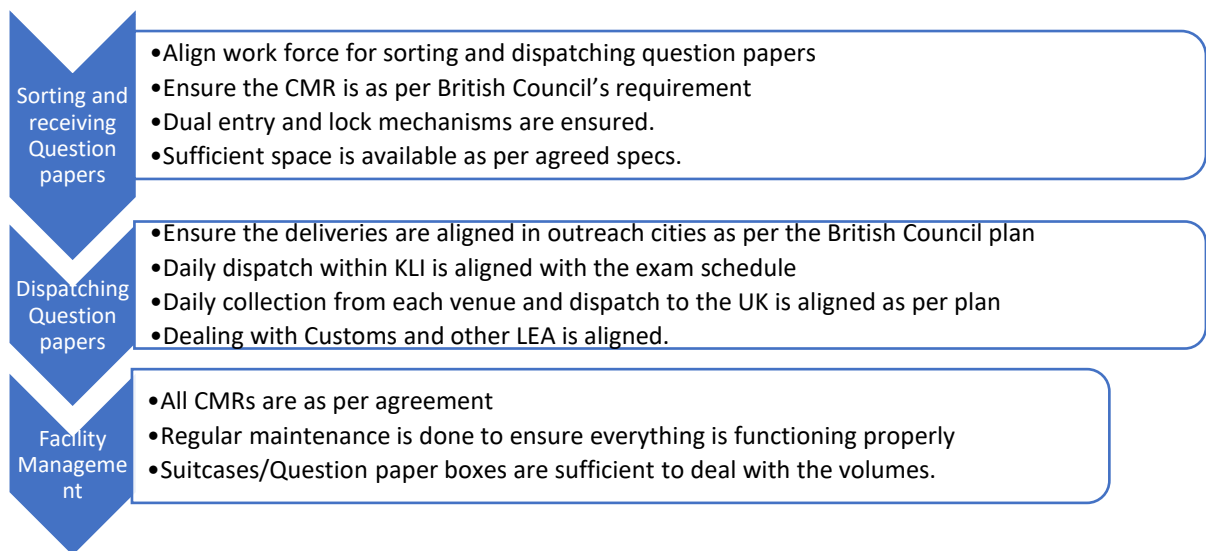 Sorting and
receiving
Question
papers
•Align work force for sorting and dispatching question papers
•Ensure the CMR is as per British Council’s requirement
•Dual entry and lock mechanisms are ensured.
•Sufficient space is available as per agreed specs.
Dispatching
Question
papers
•Ensure the deliveries are aligned in outreach cities as per the British Council plan
•Daily dispatch within KLI is aligned with the exam schedule
•Daily collection from each venue and dispatch to the UK is aligned as per plan
•Dealing with Customs and other LEA is aligned.
Facility
Manageme
nt
•All CMRs are as per agreement
•Regular maintenance is done to ensure everything is functioning properly
•Suitcases/Question paper boxes are sufficient to deal with the volumes.